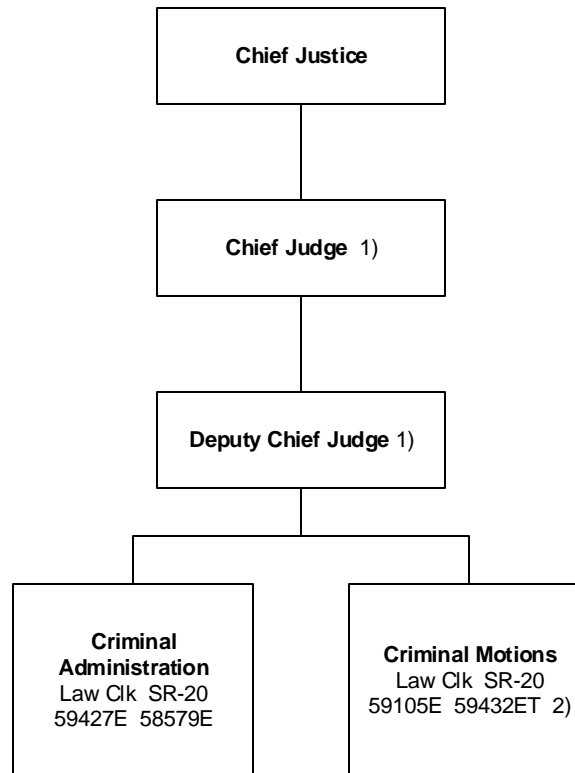 Chief Justice
Chief Judge 1)
Deputy Chief Judge 1)
Criminal
Administration
Law Clk SR-20
59427E 58579E
Criminal Motions
Law Clk SR-20
59105E 59432ET 2)